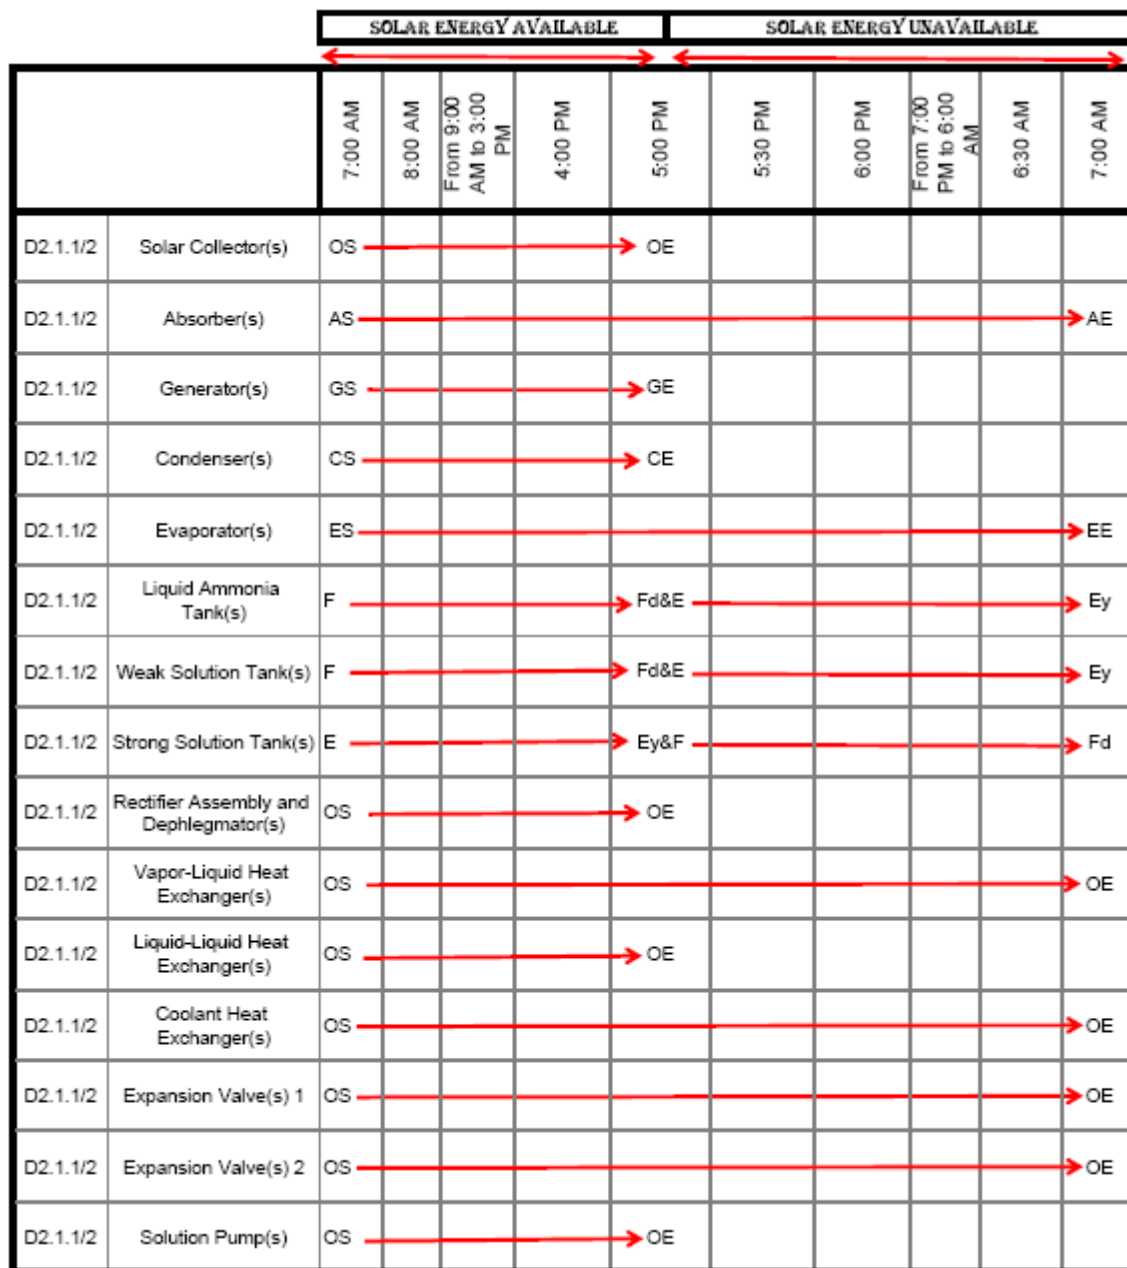 SOLAR ENERGY AVAILABLE SOLAR ENERGY UNAVAILABLE
7:00 AM
8:00 AM
From 9:00
AM to 3:00
PM
4:00 PM
5:00 PM
5:30 PM
6:00 PM
From 7:00
PM to 6:00
AM
6:30 AM
7:00 AM
D2.1.1/2 Solar Collector(s) OS OE
D2.1.1/2 Absorber(s) AS AE
D2.1.1/2 Generator(s) GS GE
D2.1.1/2 Condenser(s) CS CE
D2.1.1/2 Evaporator(s) ES EE
D2.1.1/2 Liquid Ammonia
Tank(s) F Fd&E Ey
D2.1.1/2 Weak Solution Tank(s) F Fd&E Ey
D2.1.1/2 Strong Solution Tank(s) E Ey&F Fd
D2.1.1/2 Rectifier Assembly and
Dephlegmator(s) OS OE
D2.1.1/2 Vapor-Liquid Heat
Exchanger(s) OS OE
D2.1.1/2 Liquid-Liquid Heat
Exchanger(s) OS OE
D2.1.1/2 Coolant Heat
Exchanger(s) OS OE
D2.1.1/2 Expansion Valve(s) 1 OS OE
D2.1.1/2 Expansion Valve(s) 2 OS OE
D2.1.1/2 Solution Pump(s) OS OE